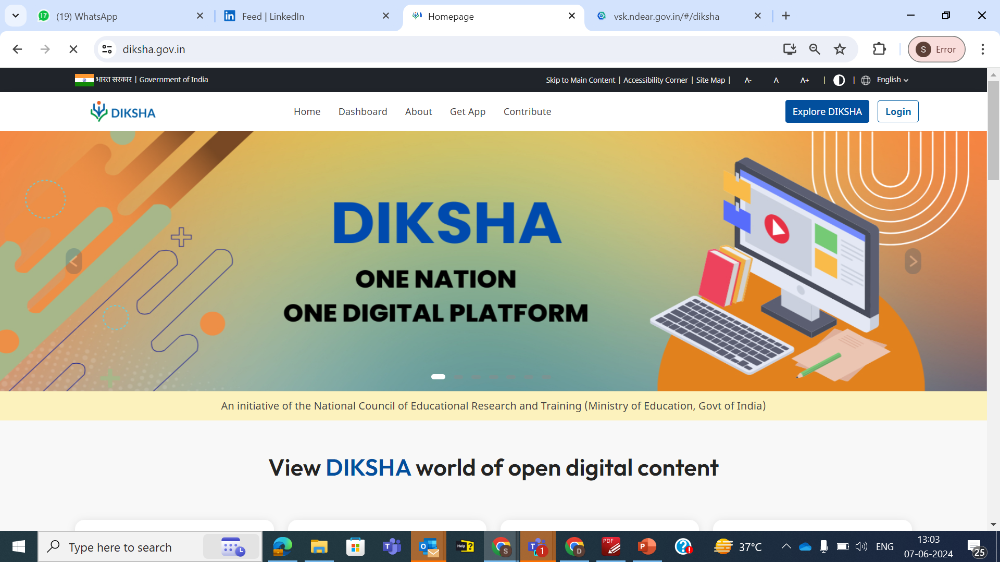 (19) WhatsApp
Feed | LinkedIn
Homepage
vsk.ndear.gov.in/#/diksha
diksha.gov.in
S Error
भारत सरकार | Government of India
Skip to Main Content | Accessibility Corner | Site Map | A- A A+ | | English
DIKSHA
Home Dashboard About Get App Contribute
Explore DIKSHA Login
DIKSHA
ONE NATION
ONE DIGITAL PLATFORM
An initiative of the National Council of Educational Research and Training (Ministry of Education, Govt of India)
View DIKSHA world of open digital content
Type here to search
Help ?
PDF
37°C
ENG
13:03
07-06-2024
25